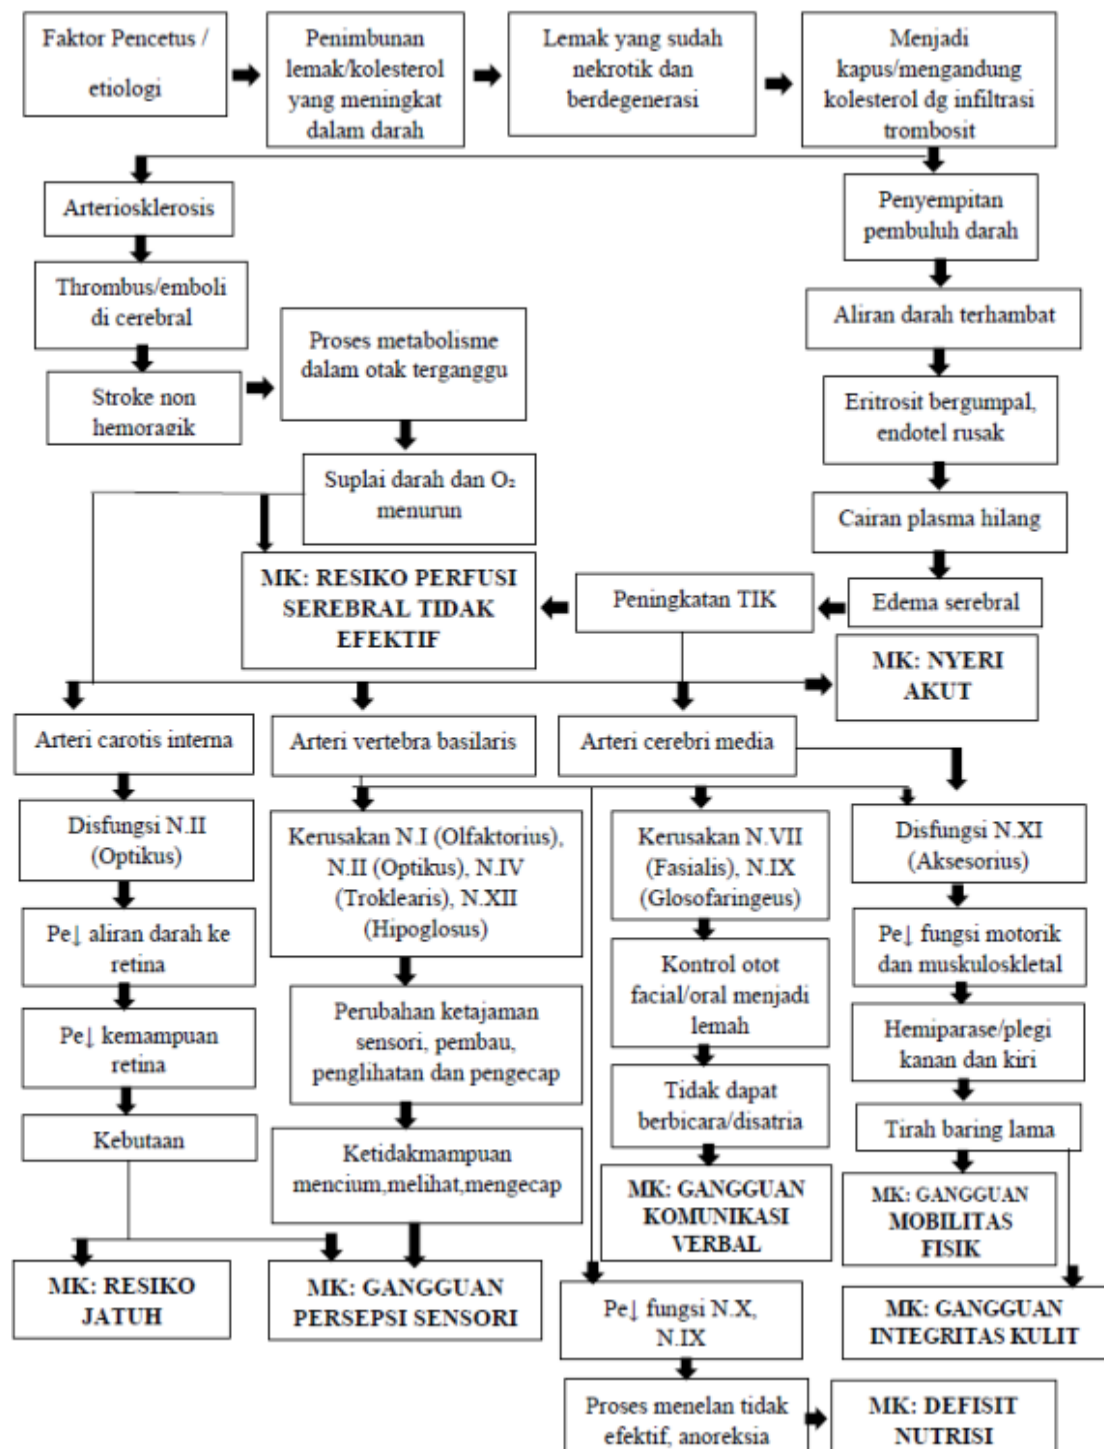 Faktor Pencetus /
etiologi
Penimbunan
lemak/kolesterol
yang meningkat
dalam darah
Lemak yang sudah
nekrotik dan
berdegenerasi
Menjadi
kapus/mengandung
kolesterol dg infiltrasi
trombosit
Arteriosklerosis
Penyempitan
pembuluh darah
Thrombus/emboli
di cerebral
Aliran darah terhambat
Proses metabolisme
dalam otak terganggu
Stroke non
hemoragik
Eritrosit bergumpal,
endotel rusak
Suplai darah dan O₂
menurun
Cairan plasma hilang
MK: RESIKO PERFUSI
SEREBRAL TIDAK
EFEKTIF
Peningkatan TIK
Edema serebral
MK: NYERI
AKUT
Arteri carotis interna
Arteri vertebra basilaris
Arteri cerebri media
Disfungsi N.II
(Optikus)
Kerusakan N.I (Olfaktorius),
N.II (Optikus), N.IV
(Troklearis), N.XII
(Hipoglosus)
Kerusakan N.VII
(Fasialis), N.IX
(Glosofaringeus)
Disfungsi N.XI
(Aksesorius)
Pe↓ aliran darah ke
retina
Kontrol otot
facial/oral menjadi
lemah
Pe↓ fungsi motorik
dan muskuloskletal
Pe↓ kemampuan
retina
Perubahan ketajaman
sensori, pembau,
penglihatan dan pengecap
Hemiparase/plegi
kanan dan kiri
Tidak dapat
berbicara/disatria
Kebutaan
Ketidakmampuan
mencium,melihat,mengecap
Tirah baring lama
MK: GANGGUAN
KOMUNIKASI
VERBAL
MK: GANGGUAN
MOBILITAS
FISIK
MK: RESIKO
JATUH
MK: GANGGUAN
PERSEPSI SENSORI
Pe↓ fungsi N.X,
N.IX
MK: GANGGUAN
INTEGRITAS KULIT
Proses menelan tidak
efektif, anoreksia
MK: DEFISIT
NUTRISI